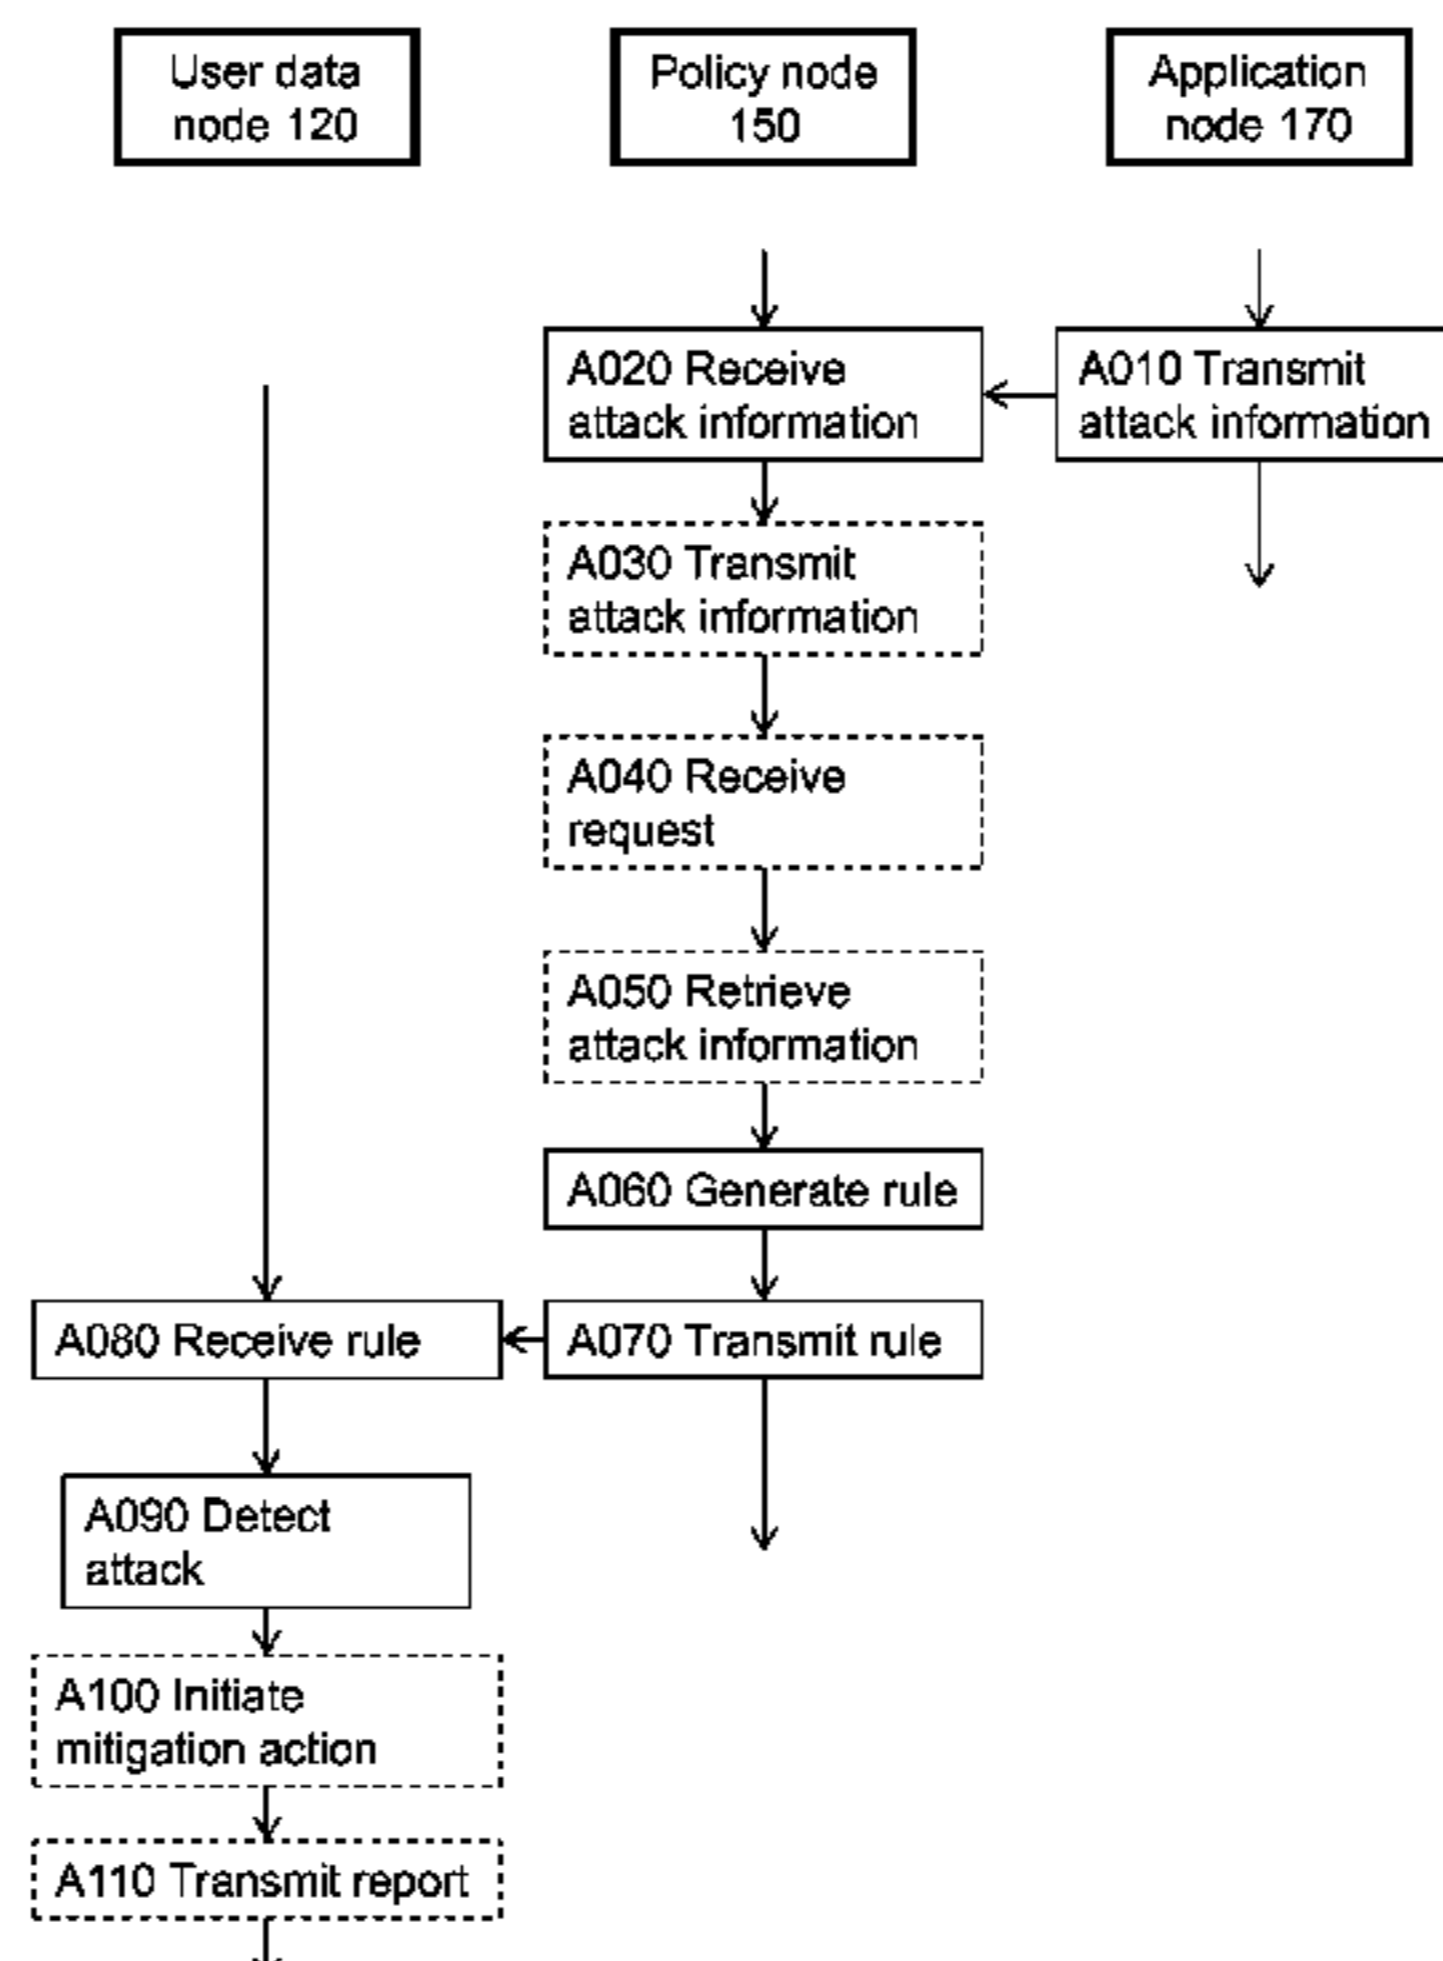 User data
node 120
Policy node
150
Application
node 170
A020 Receive
attack information
A010 Transmit
attack information
A030 Transmit
attack information
A040 Receive
request
A050 Retrieve
attack information
A060 Generate rule
A080 Receive rule
A070 Transmit rule
A090 Detect
attack
A100 Initiate
mitigation action
A110 Transmit report